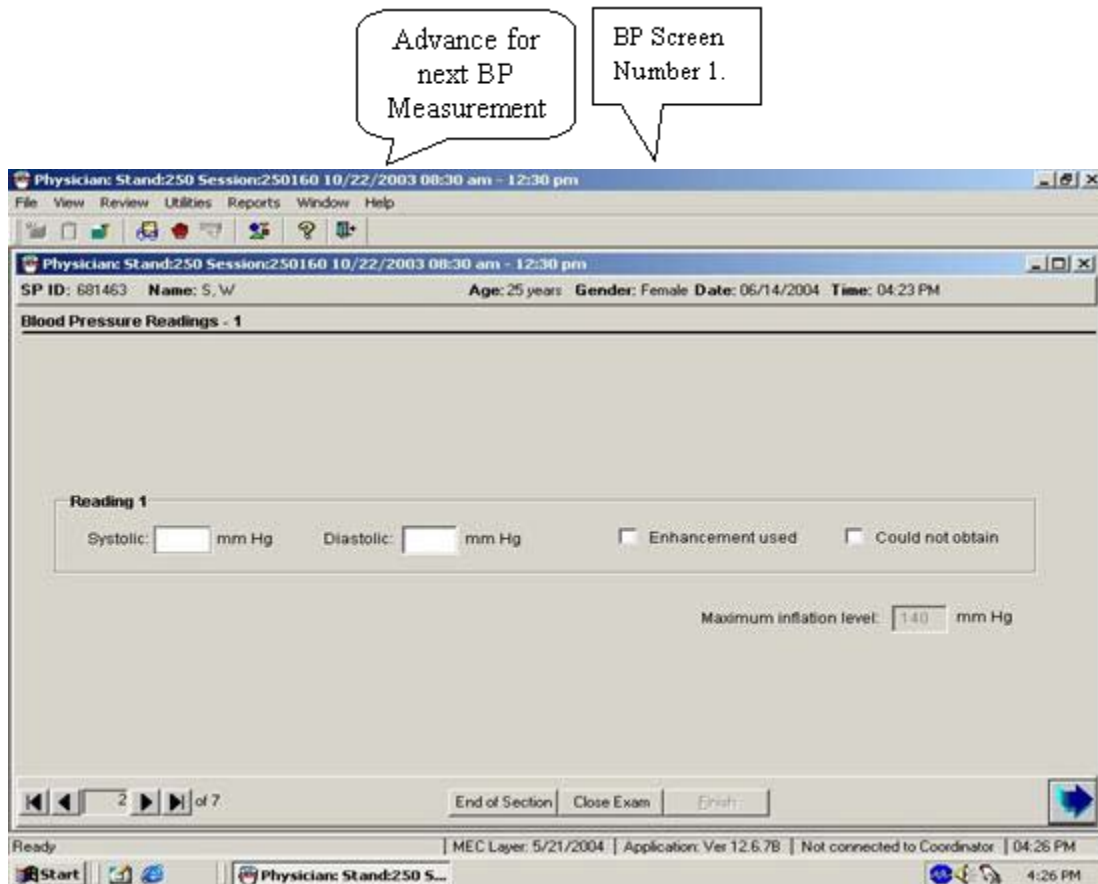 Advance for
next BP
Measurement
BP Screen
Number 1.
Physician: Stand:250 Session:250160 10/22/2003 08:30 am - 12:30 pm
File View Review Utilities Reports Window Help
Physician: Stand:250 Session:250160 10/22/2003 08:30 am - 12:30 pm
SP ID: 681463 Name: S, W Age: 25 years Gender: Female Date: 06/14/2004 Time: 04:23 PM
Blood Pressure Readings - 1
Reading 1
Systolic: mm Hg Diastolic: mm Hg Enhancement used Could not obtain
Maximum inflation level: 140 mm Hg
2 of 7 End of Section Close Exam Finish
Ready MEC Layer: 5/21/2004 Application: Ver 12.6.78 Not connected to Coordinator 04:26 PM
Start Physician: Stand:250 S... 4:26 PM